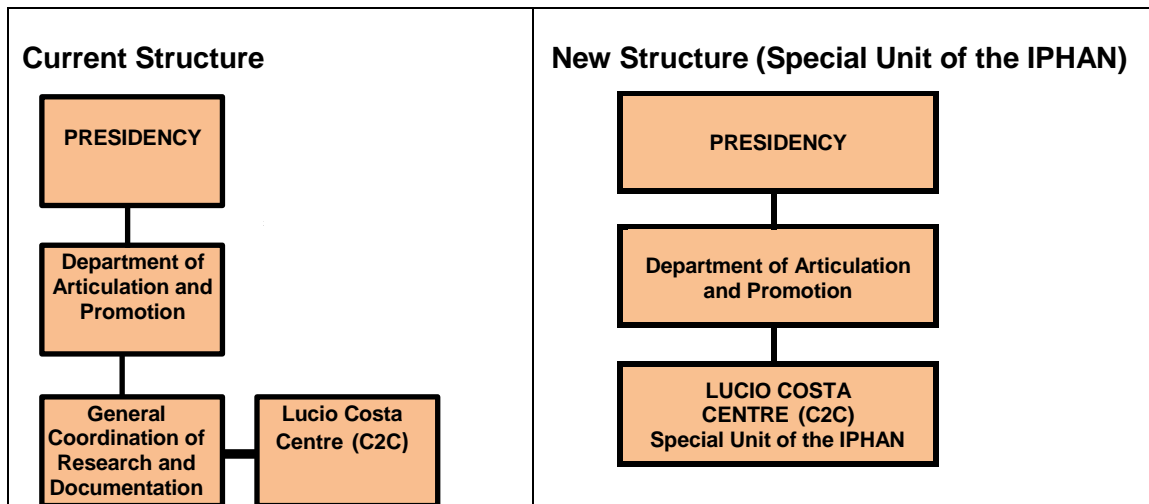 Current Structure
PRESIDENCY
Department of
Articulation and
Promotion
General
Coordination of
Research and
Documentation
Lucio Costa
Centre (C2C)
New Structure (Special Unit of the IPHAN)
PRESIDENCY
Department of Articulation
and Promotion
LUCIO COSTA
CENTRE (C2C)
Special Unit of the IPHAN